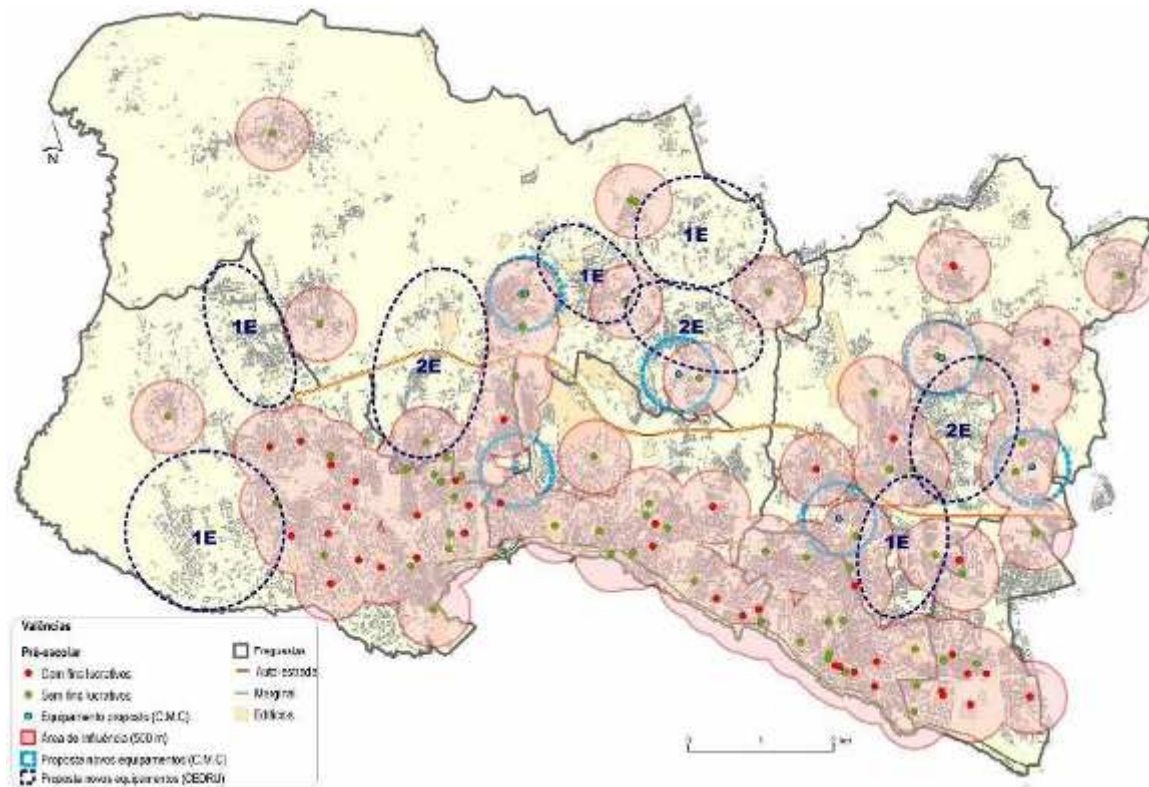 N
1E
1E
1E
2E
2E
1E
2E
1E
1E
Valências
Pré-escolar
Com fins lucrativos
Sem fins lucrativos
Equipamento proposto (C.M.C)
Área de Influência (500 m)
Proposta novos equipamentos (C.M.C)
Proposta novos equipamentos (CEDRU)
Freguesias
Auto-estrada
Marginal
Edifícios
0 1 2 km